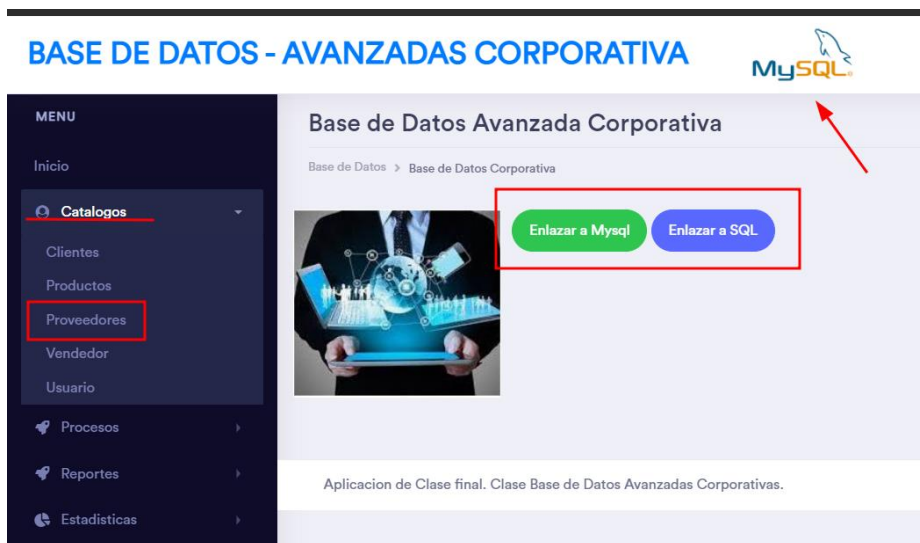 BASE DE DATOS - AVANZADAS CORPORATIVA
MySQL®
MENU
Inicio
Catalogos
Clientes
Productos
Proveedores
Vendedor
Usuario
Procesos
Reportes
Estadisticas
Base de Datos Avanzada Corporativa
Base de Datos > Base de Datos Corporativa
Enlazar a Mysql Enlazar a SQL
Aplicacion de Clase final. Clase Base de Datos Avanzadas Corporativas.